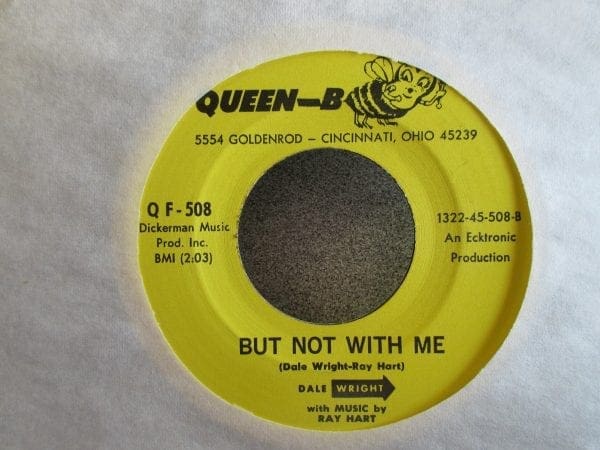 QUEEN-B
5554 GOLDENROD – CINCINNATI, OHIO 45239
Q F-508
Dickerman Music
Prod. Inc.
BMI (2:03)
1322-45-508-B
An Ecktronic
Production
BUT NOT WITH ME
(Dale Wright-Ray Hart)
DALE WRIGHT
with MUSIC by
RAY HART